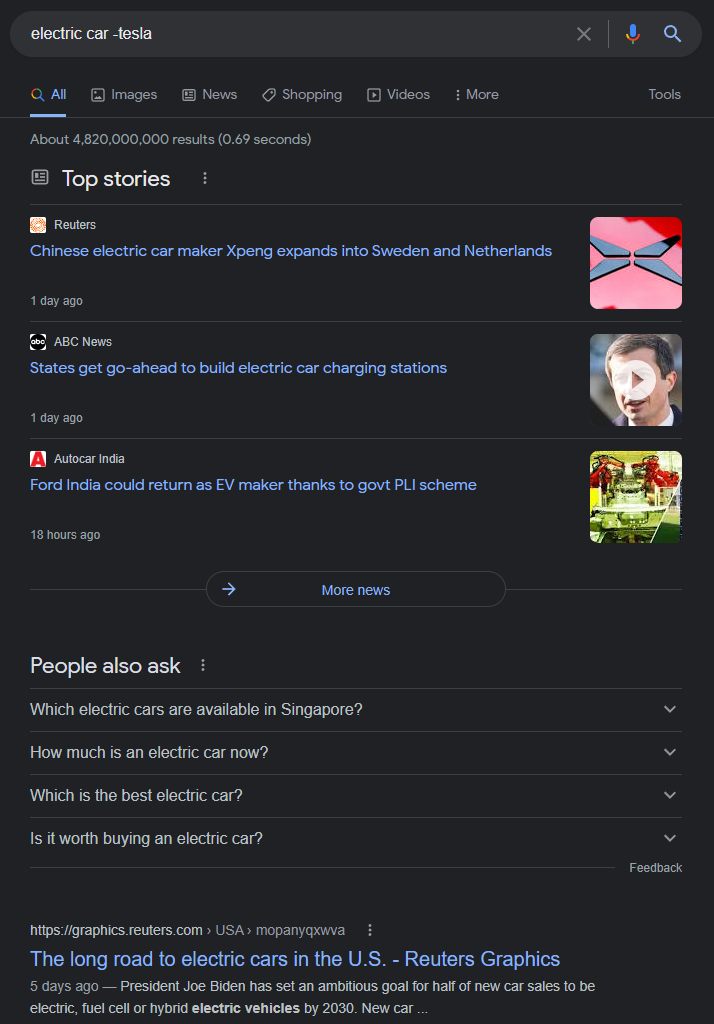 electric car -tesla
All Images News Shopping Videos More Tools
About 4,820,000,000 results (0.69 seconds)
Top stories
Reuters
Chinese electric car maker Xpeng expands into Sweden and Netherlands
1 day ago
abc ABC News
States get go-ahead to build electric car charging stations
1 day ago
A Autocar India
Ford India could return as EV maker thanks to govt PLI scheme
18 hours ago
More news
People also ask
Which electric cars are available in Singapore?
How much is an electric car now?
Which is the best electric car?
Is it worth buying an electric car?
Feedback
https://graphics.reuters.com › USA › mopanyqxwva
The long road to electric cars in the U.S. - Reuters Graphics
5 days ago — President Joe Biden has set an ambitious goal for half of new car sales to be
electric, fuel cell or hybrid electric vehicles by 2030. New car ...